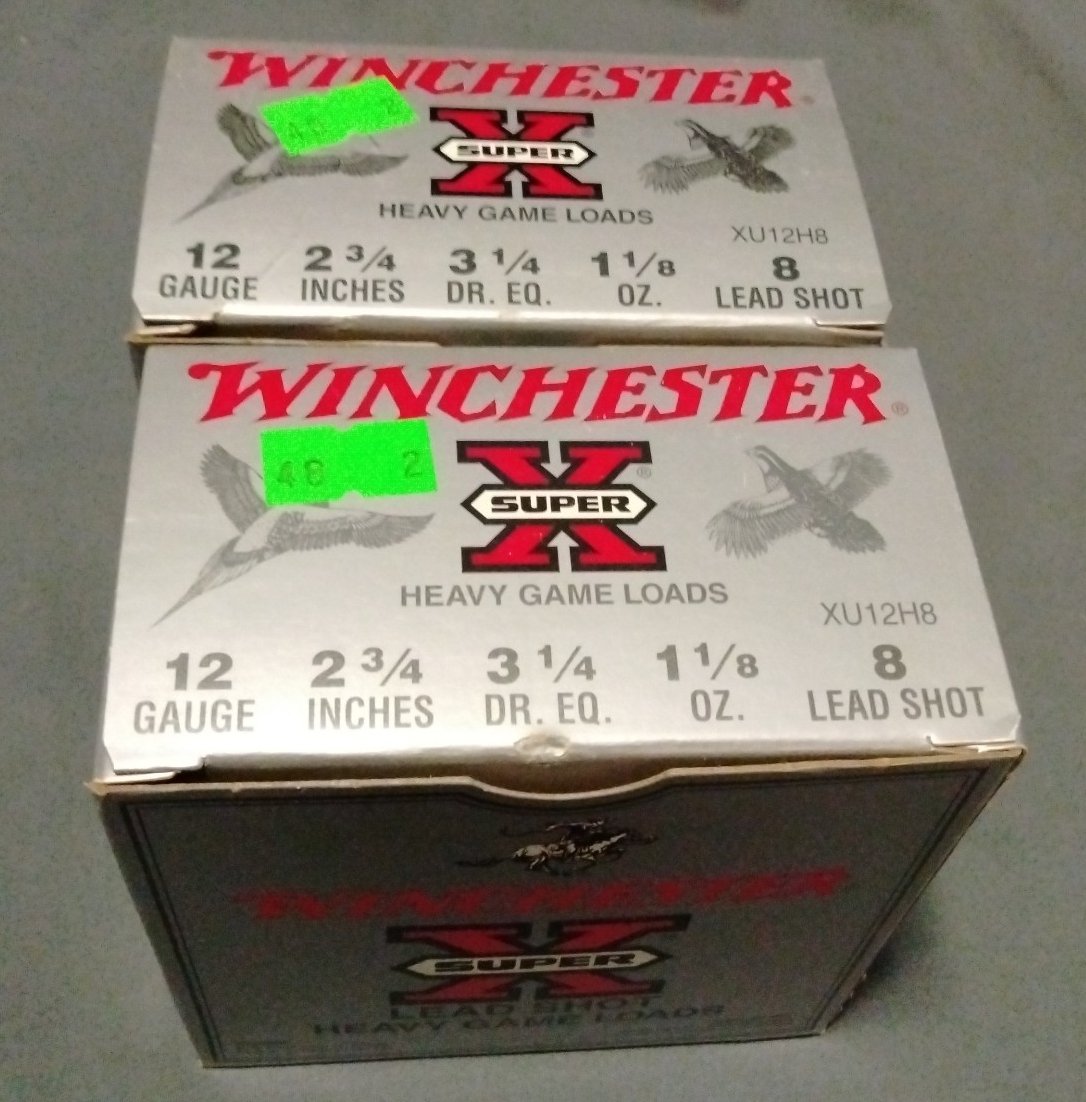 WINCHESTER
48 2
X
SUPER
®
HEAVY GAME LOADS
XU12H8
12 2 3/4 3 1/4 1 1/8 8
GAUGE INCHES DR. EQ. OZ. LEAD SHOT
WINCHESTER®
48 2
X
SUPER
®
HEAVY GAME LOADS
XU12H8
12 2 3/4 3 1/4 1 1/8 8
GAUGE INCHES DR. EQ. OZ. LEAD SHOT
WINCHESTER
X
SUPER
LEAD SHOT
HEAVY GAME LOADS